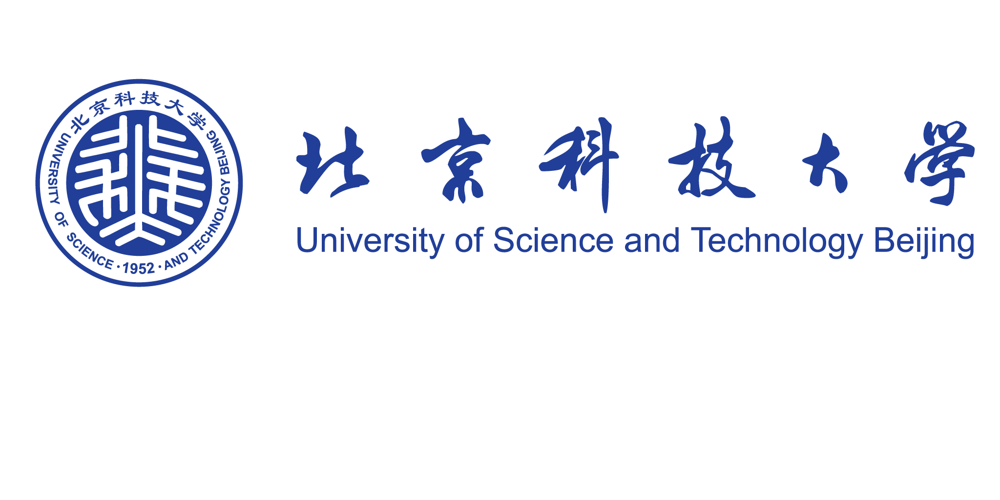 北京科技大学
UNIVERSITY OF SCIENCE · 1952 · AND TECHNOLOGY BEIJING
北京科技大学
University of Science and Technology Beijing